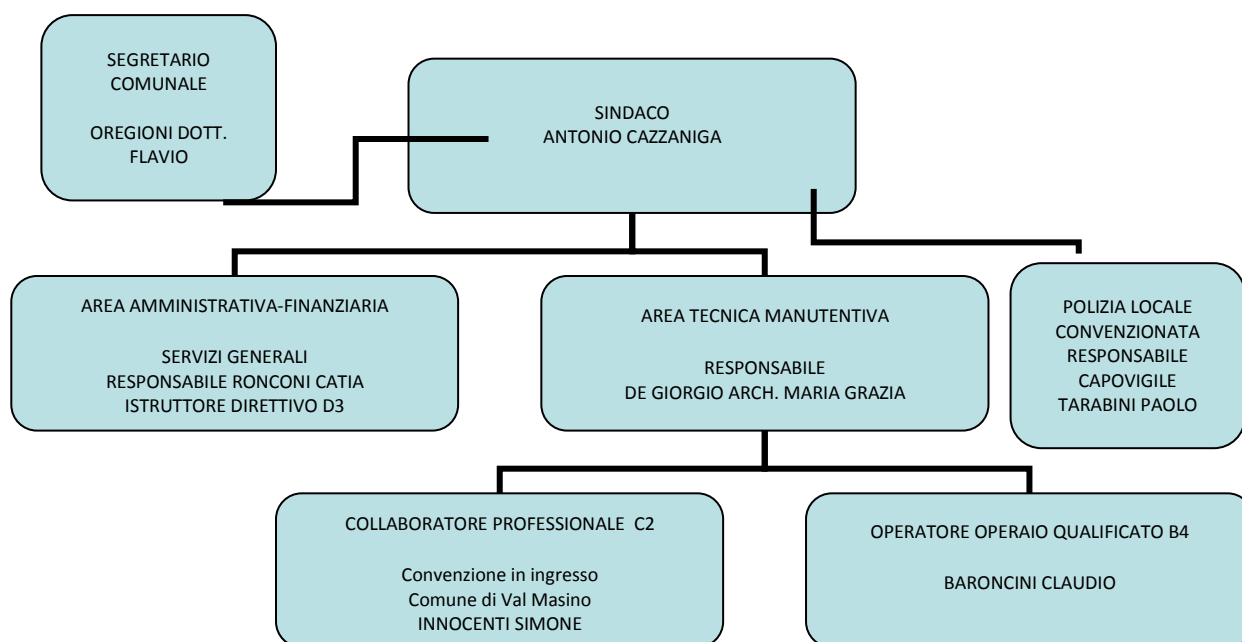 SEGRETARIO
COMUNALE
OREGIONI DOTT.
FLAVIO
SINDACO
ANTONIO CAZZANIGA
AREA AMMINISTRATIVA-FINANZIARIA
SERVIZI GENERALI
RESPONSABILE RONCONI CATIA
ISTRUTTORE DIRETTIVO D3
AREA TECNICA MANUTENTIVA
RESPONSABILE
DE GIORGIO ARCH. MARIA GRAZIA
POLIZIA LOCALE
CONVENZIONATA
RESPONSABILE
CAPOVIGILE
TARABINI PAOLO
COLLABORATORE PROFESSIONALE C2
Convenzione in ingresso
Comune di Val Masino
INNOCENTI SIMONE
OPERATORE OPERAIO QUALIFICATO B4
BARONCINI CLAUDIO